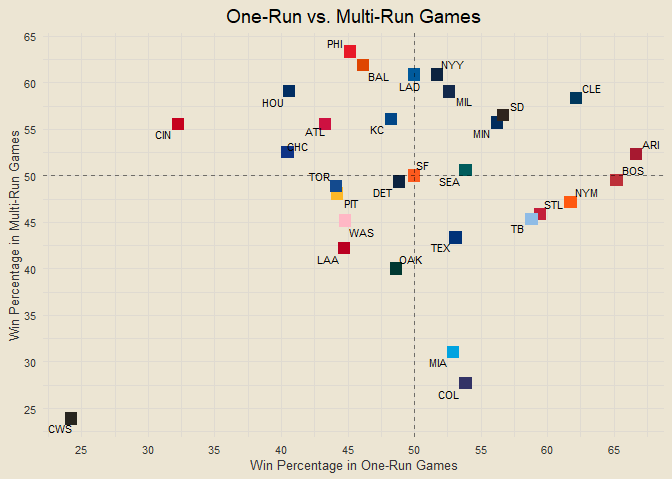 One-Run vs. Multi-Run Games
65
60
55
50
45
40
35
30
25
Win Percentage in Multi-Run Games
PHI
BAL
LAD
NYY
MIL
CLE
HOU
SD
MIN
CIN
ATL
KC
CHC
ARI
TOR
DET
SF
SEA
BOS
PIT
NYM
STL
TB
WAS
TEX
LAA
OAK
MIA
COL
CWS
25
30
35
40
45
50
55
60
65
Win Percentage in One-Run Games